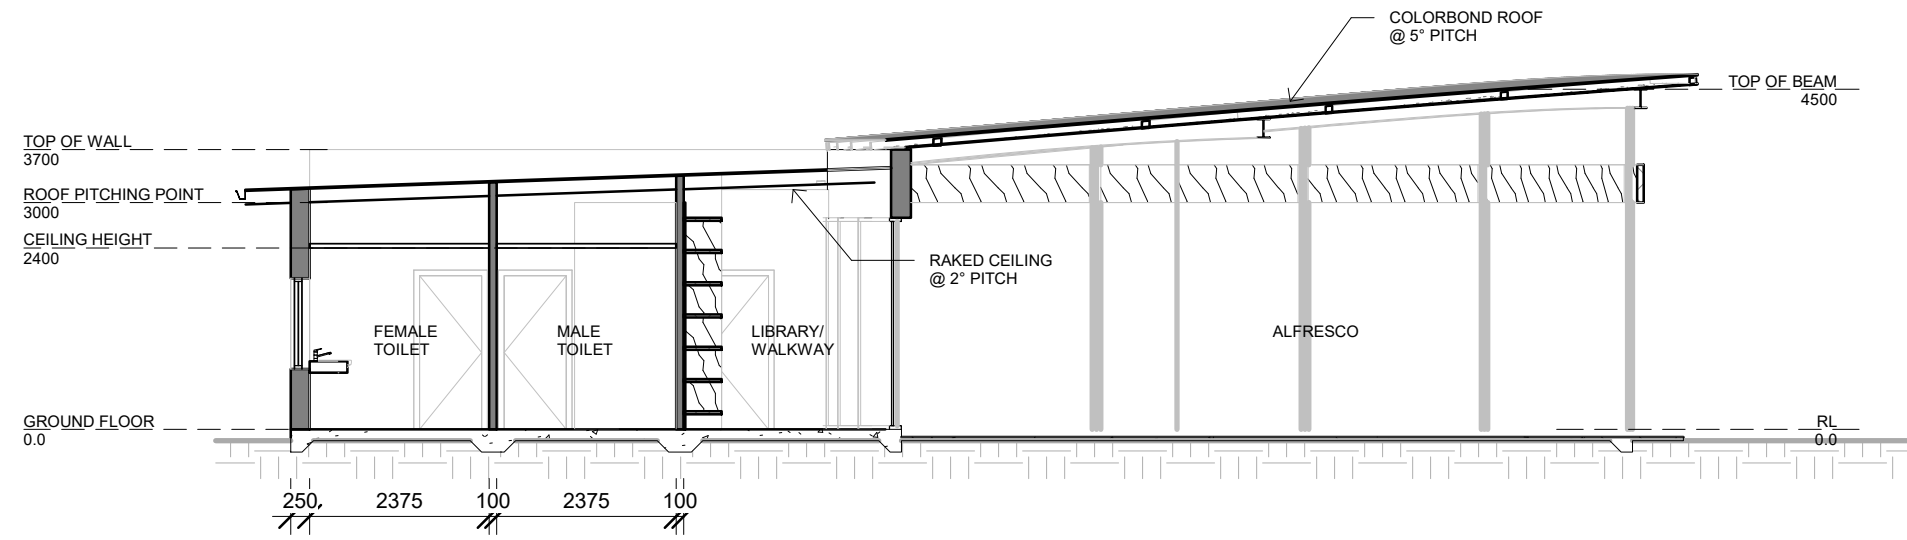 COLORBOND ROOF
@ 5° PITCH
TOP OF BEAM
4500
TOP OF WALL
3700
ROOF PITCHING POINT
3000
CEILING HEIGHT
2400
RAKED CEILING
@ 2° PITCH
FEMALE
TOILET
MALE
TOILET
LIBRARY/
WALKWAY
ALFRESCO
GROUND FLOOR
0.0
RL
0.0
250 2375 100 2375 100